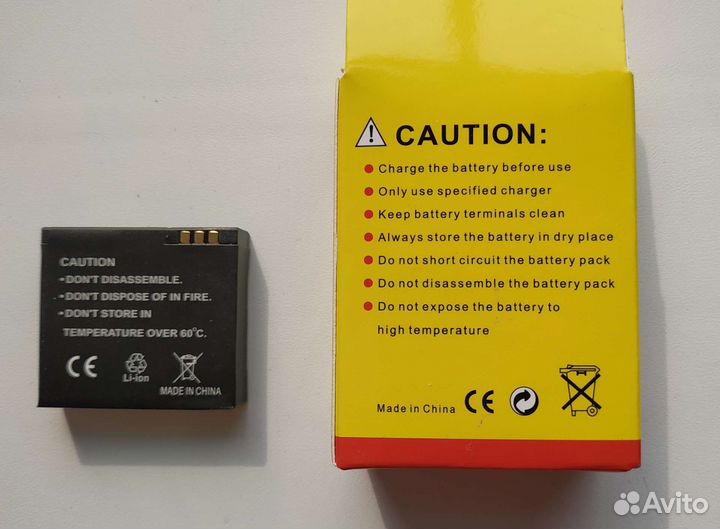 CAUTION
•DON'T DISASSEMBLE.
•DON'T DISPOSE OF IN FIRE.
•DON'T STORE IN
TEMPERATURE OVER 60°C.
CE
Li-ion
MADE IN CHINA
CAUTION:
● Charge the battery before use
● Only use specified charger
● Keep battery terminals clean
● Always store the battery in dry place
● Do not short circuit the battery pack
● Do not disassemble the battery pack
● Do not expose the battery to
high temperature
Made in China CE
Avito